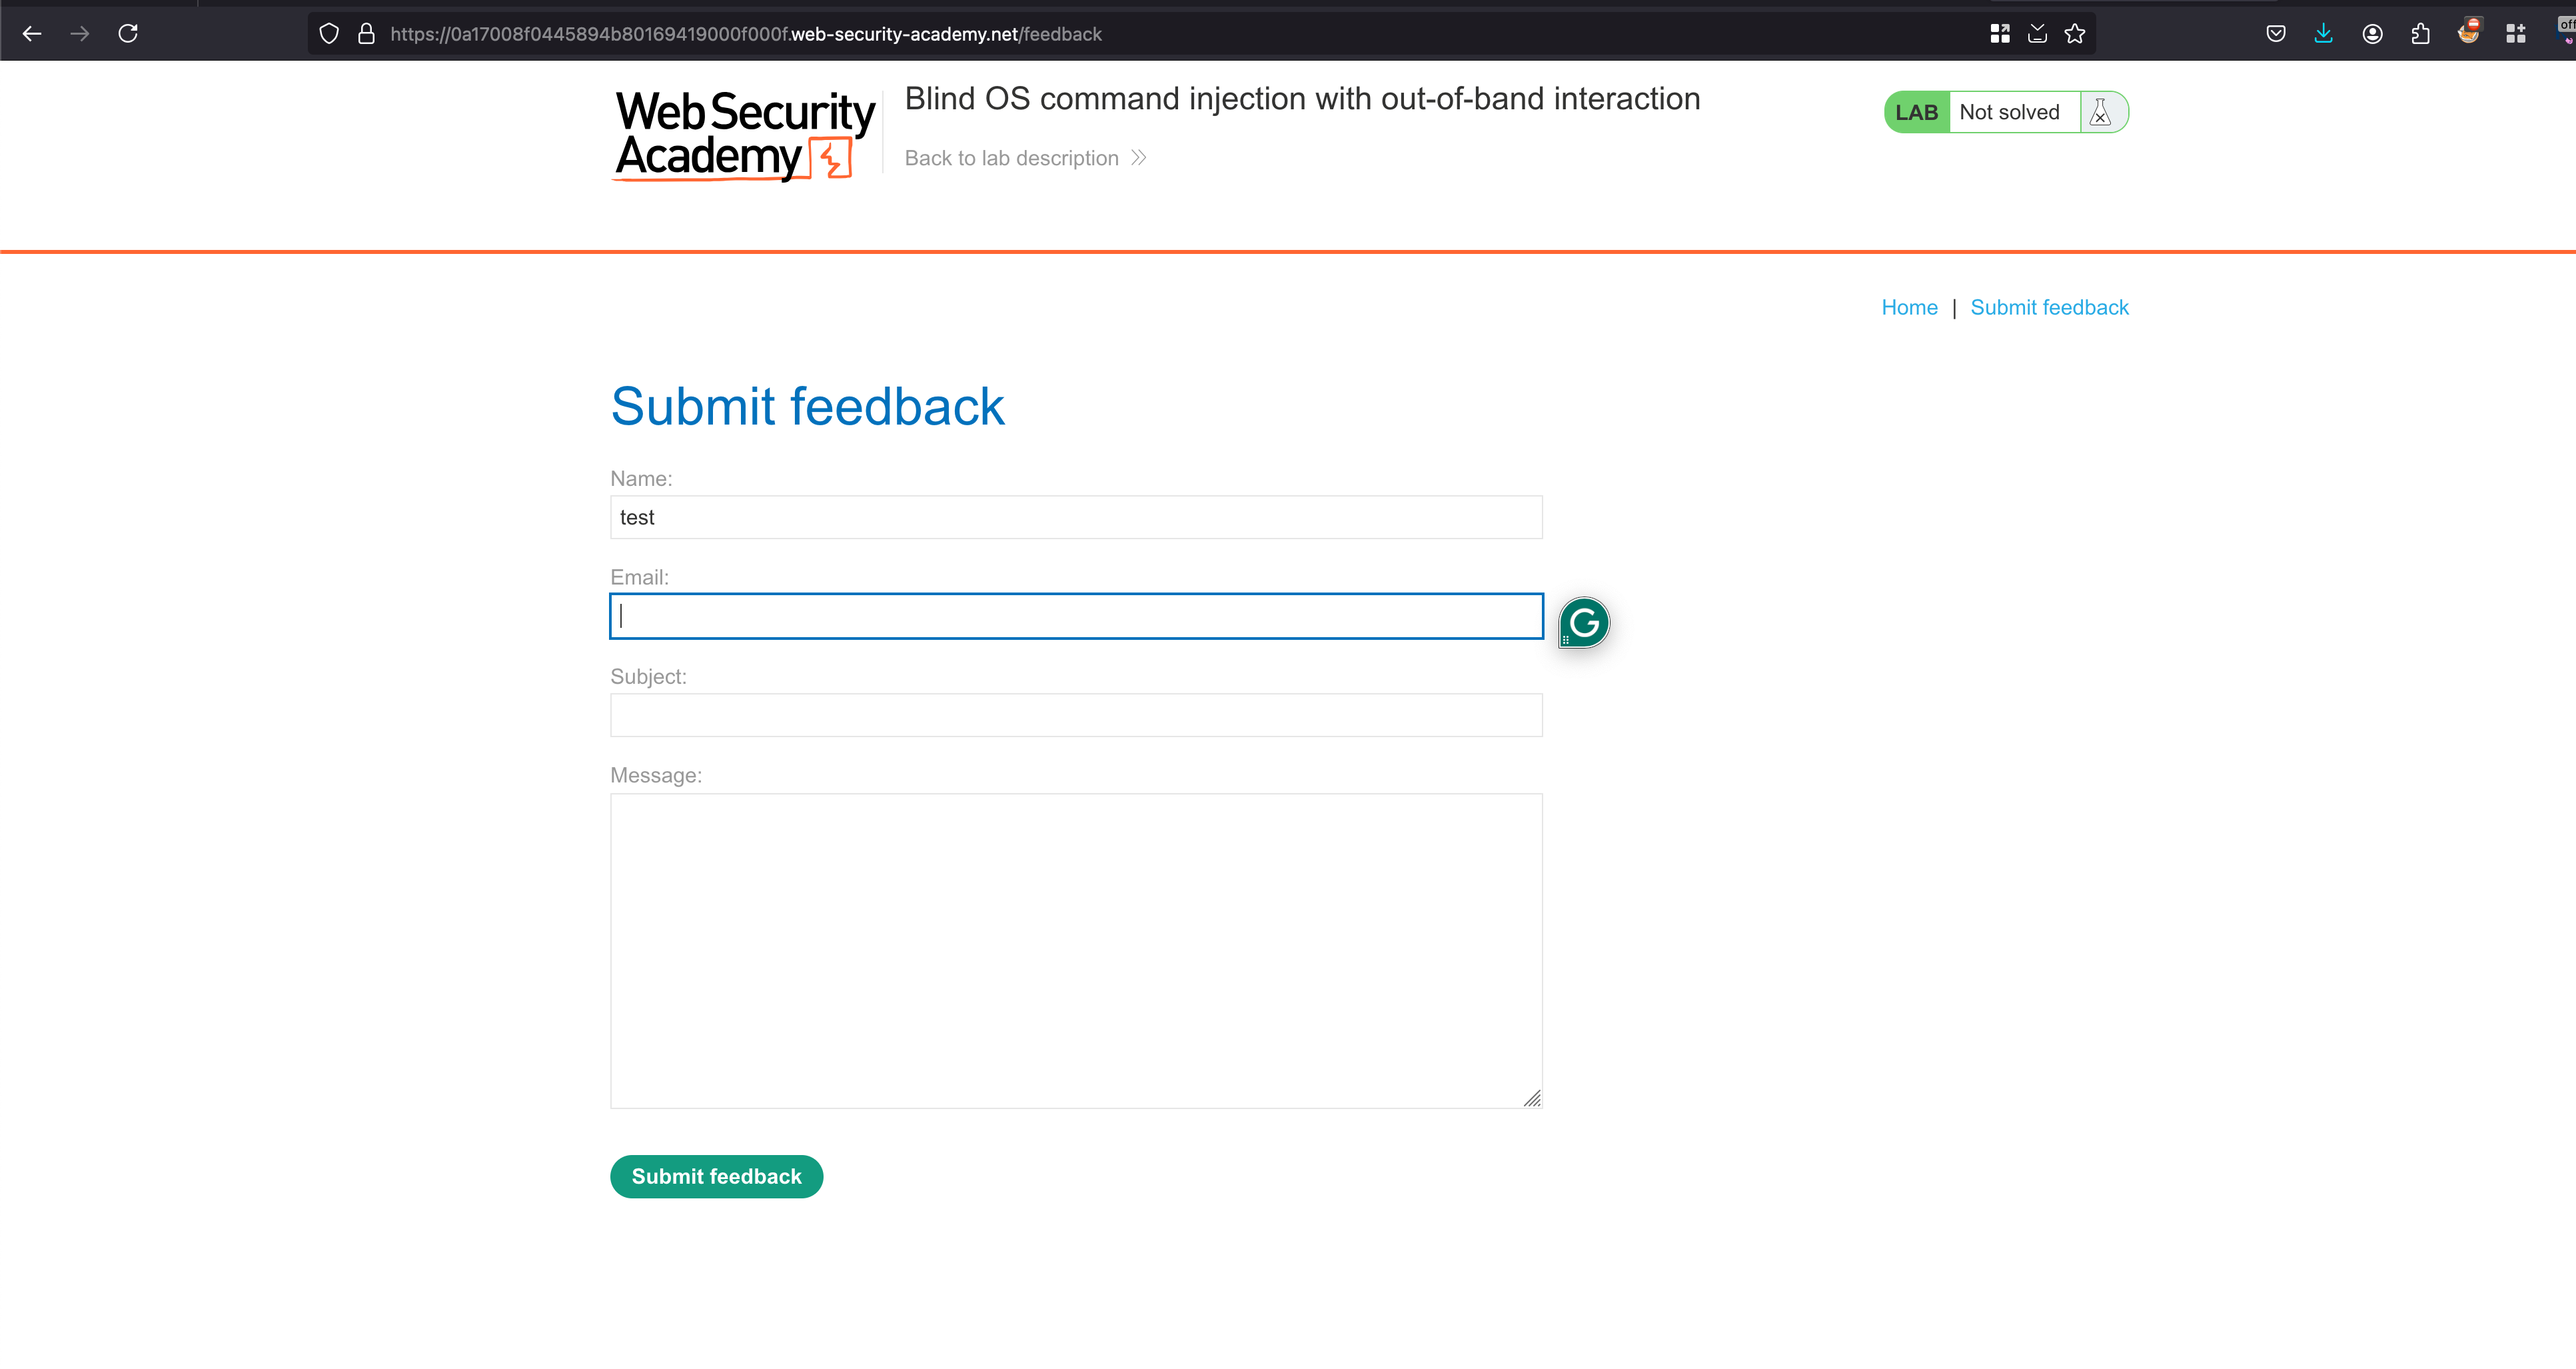 https://0a17008f0445894b80169419000f000f.web-security-academy.net/feedback
off
Web Security
Academy
Blind OS command injection with out-of-band interaction
Back to lab description
LAB Not solved
Home | Submit feedback
Submit feedback
Name:
test
Email:
G
Subject:
Message:
Submit feedback